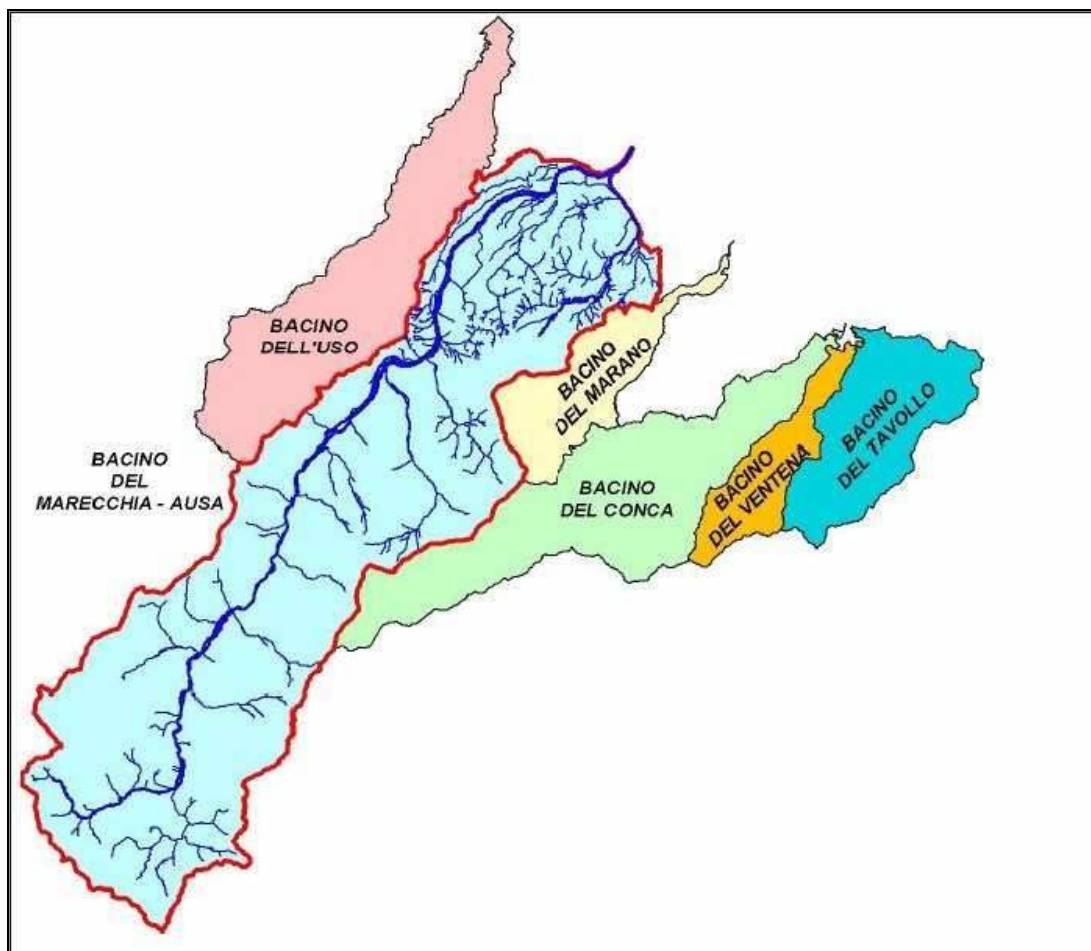 BACINO
DELL'USO
BACINO
DEL MARANO
BACINO
DEL
MARECCHIA - AUSA
BACINO
DEL CONCA
BACINO
DEL VENTENA
BACINO
DEL TAVOLLO